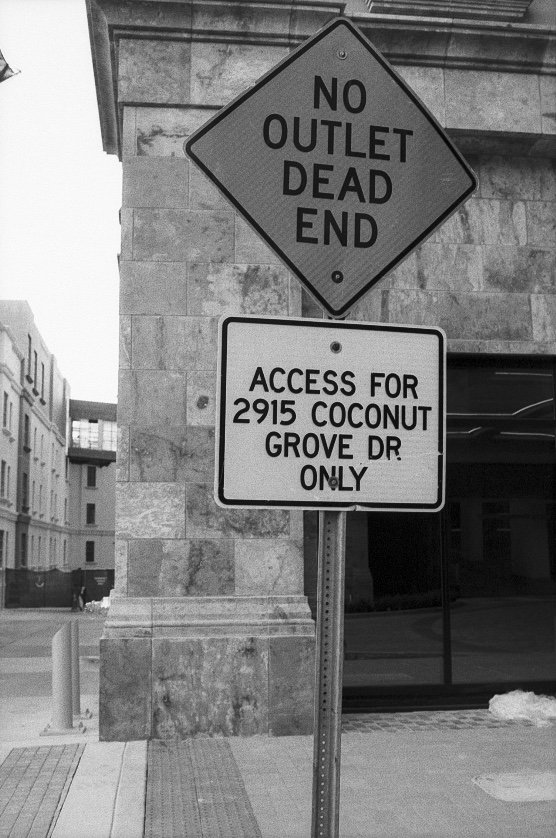 NO
OUTLET
DEAD
END
ACCESS FOR
2915 COCONUT
GROVE DR.
ONLY